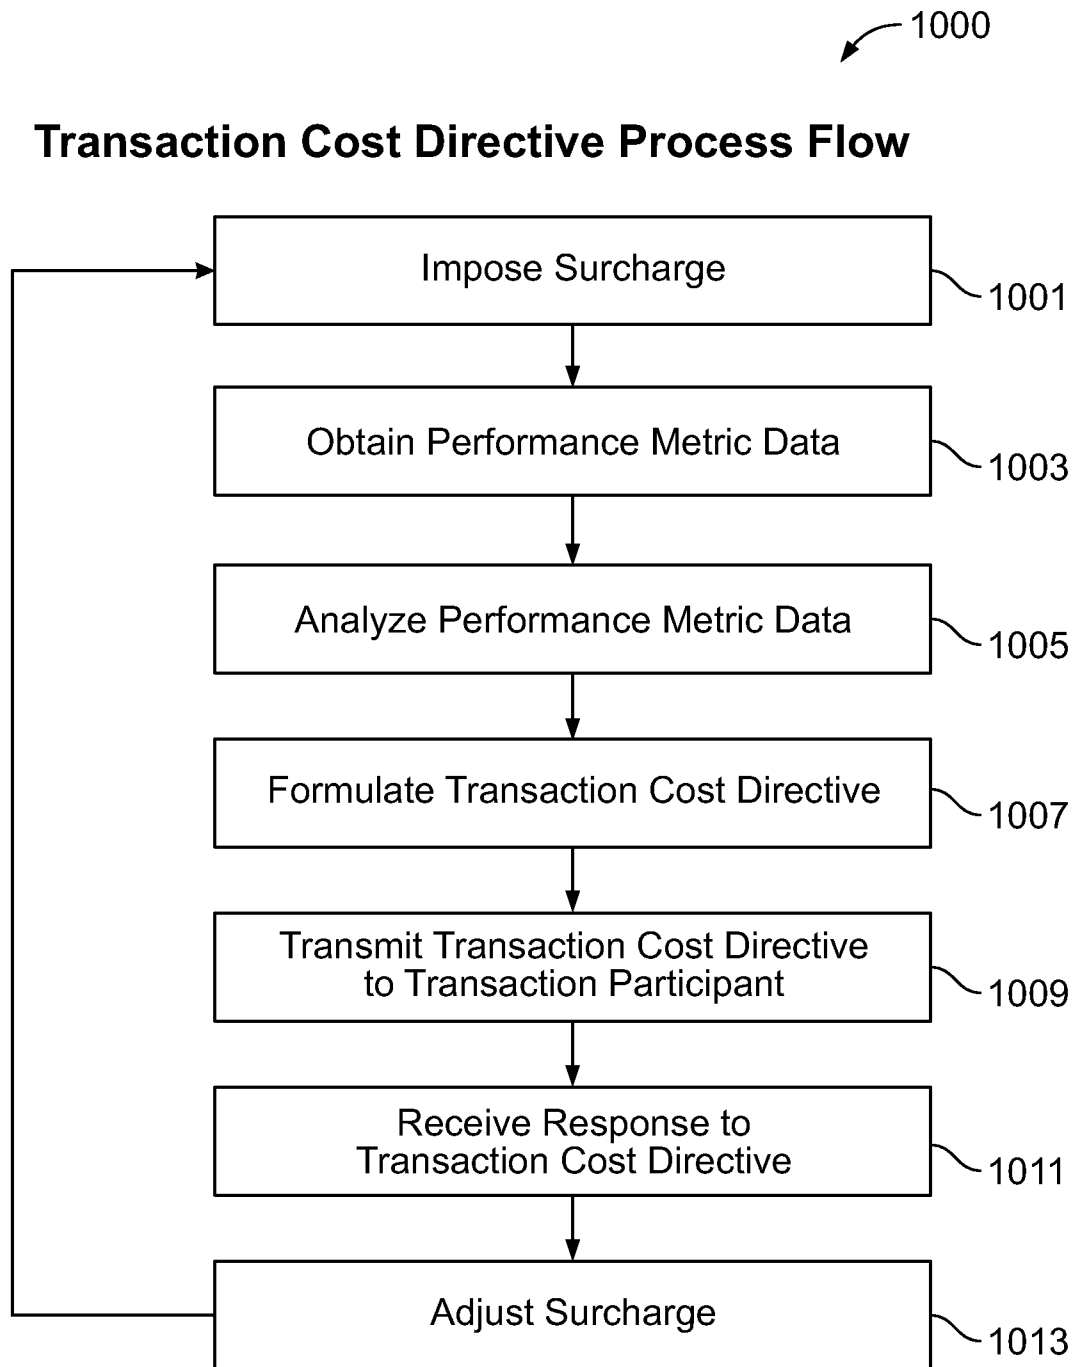 1000
Transaction Cost Directive Process Flow
Impose Surcharge
1001
Obtain Performance Metric Data
1003
Analyze Performance Metric Data
1005
Formulate Transaction Cost Directive
1007
Transmit Transaction Cost Directive
to Transaction Participant
1009
Receive Response to
Transaction Cost Directive
1011
Adjust Surcharge
1013